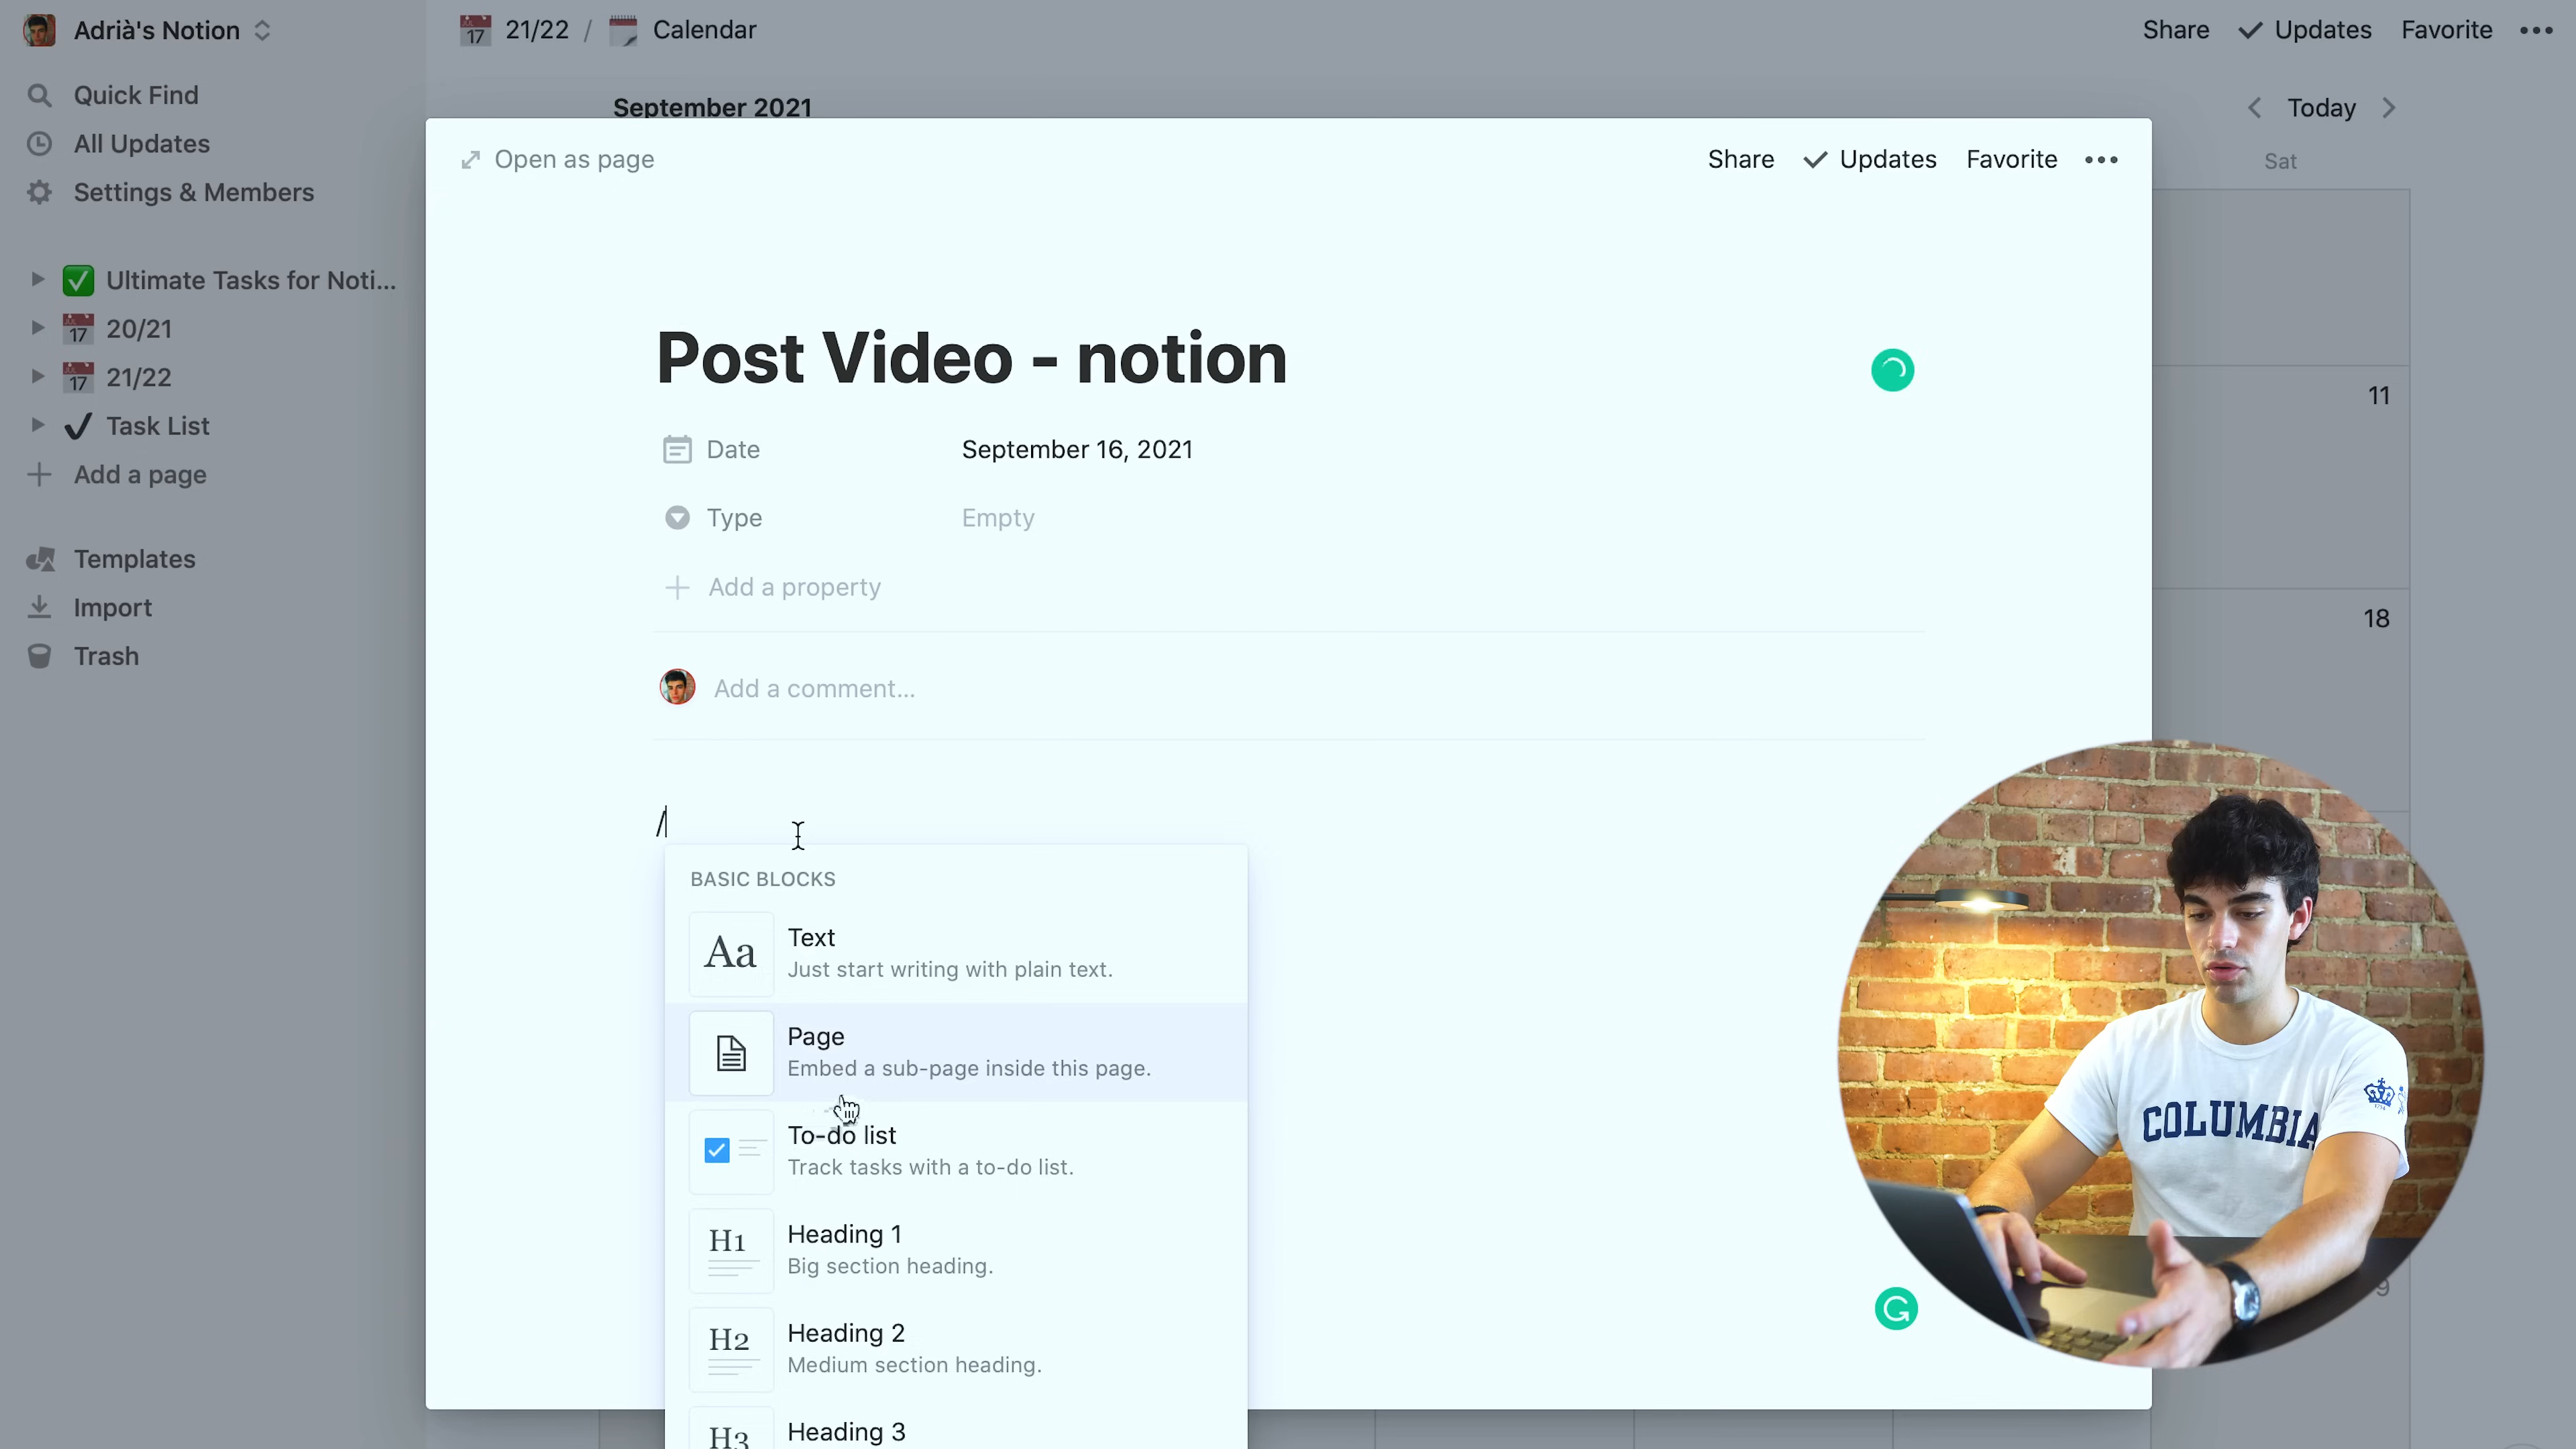 Adrià's Notion
21/22 / Calendar
Share Updates Favorite
Quick Find
All Updates
Settings & Members
Ultimate Tasks for Noti...
17 20/21
17 21/22
Task List
Add a page
Templates
Import
Trash
September 2021
Today
Sat
11
18
9
Open as page
Share Updates Favorite
Post Video - notion
Date September 16, 2021
Type Empty
Add a property
Add a comment...
/
BASIC BLOCKS
Aa Text
Just start writing with plain text.
Page
Embed a sub-page inside this page.
To-do list
Track tasks with a to-do list.
H1 Heading 1
Big section heading.
H2 Heading 2
Medium section heading.
H3 Heading 3
COLUMBIA